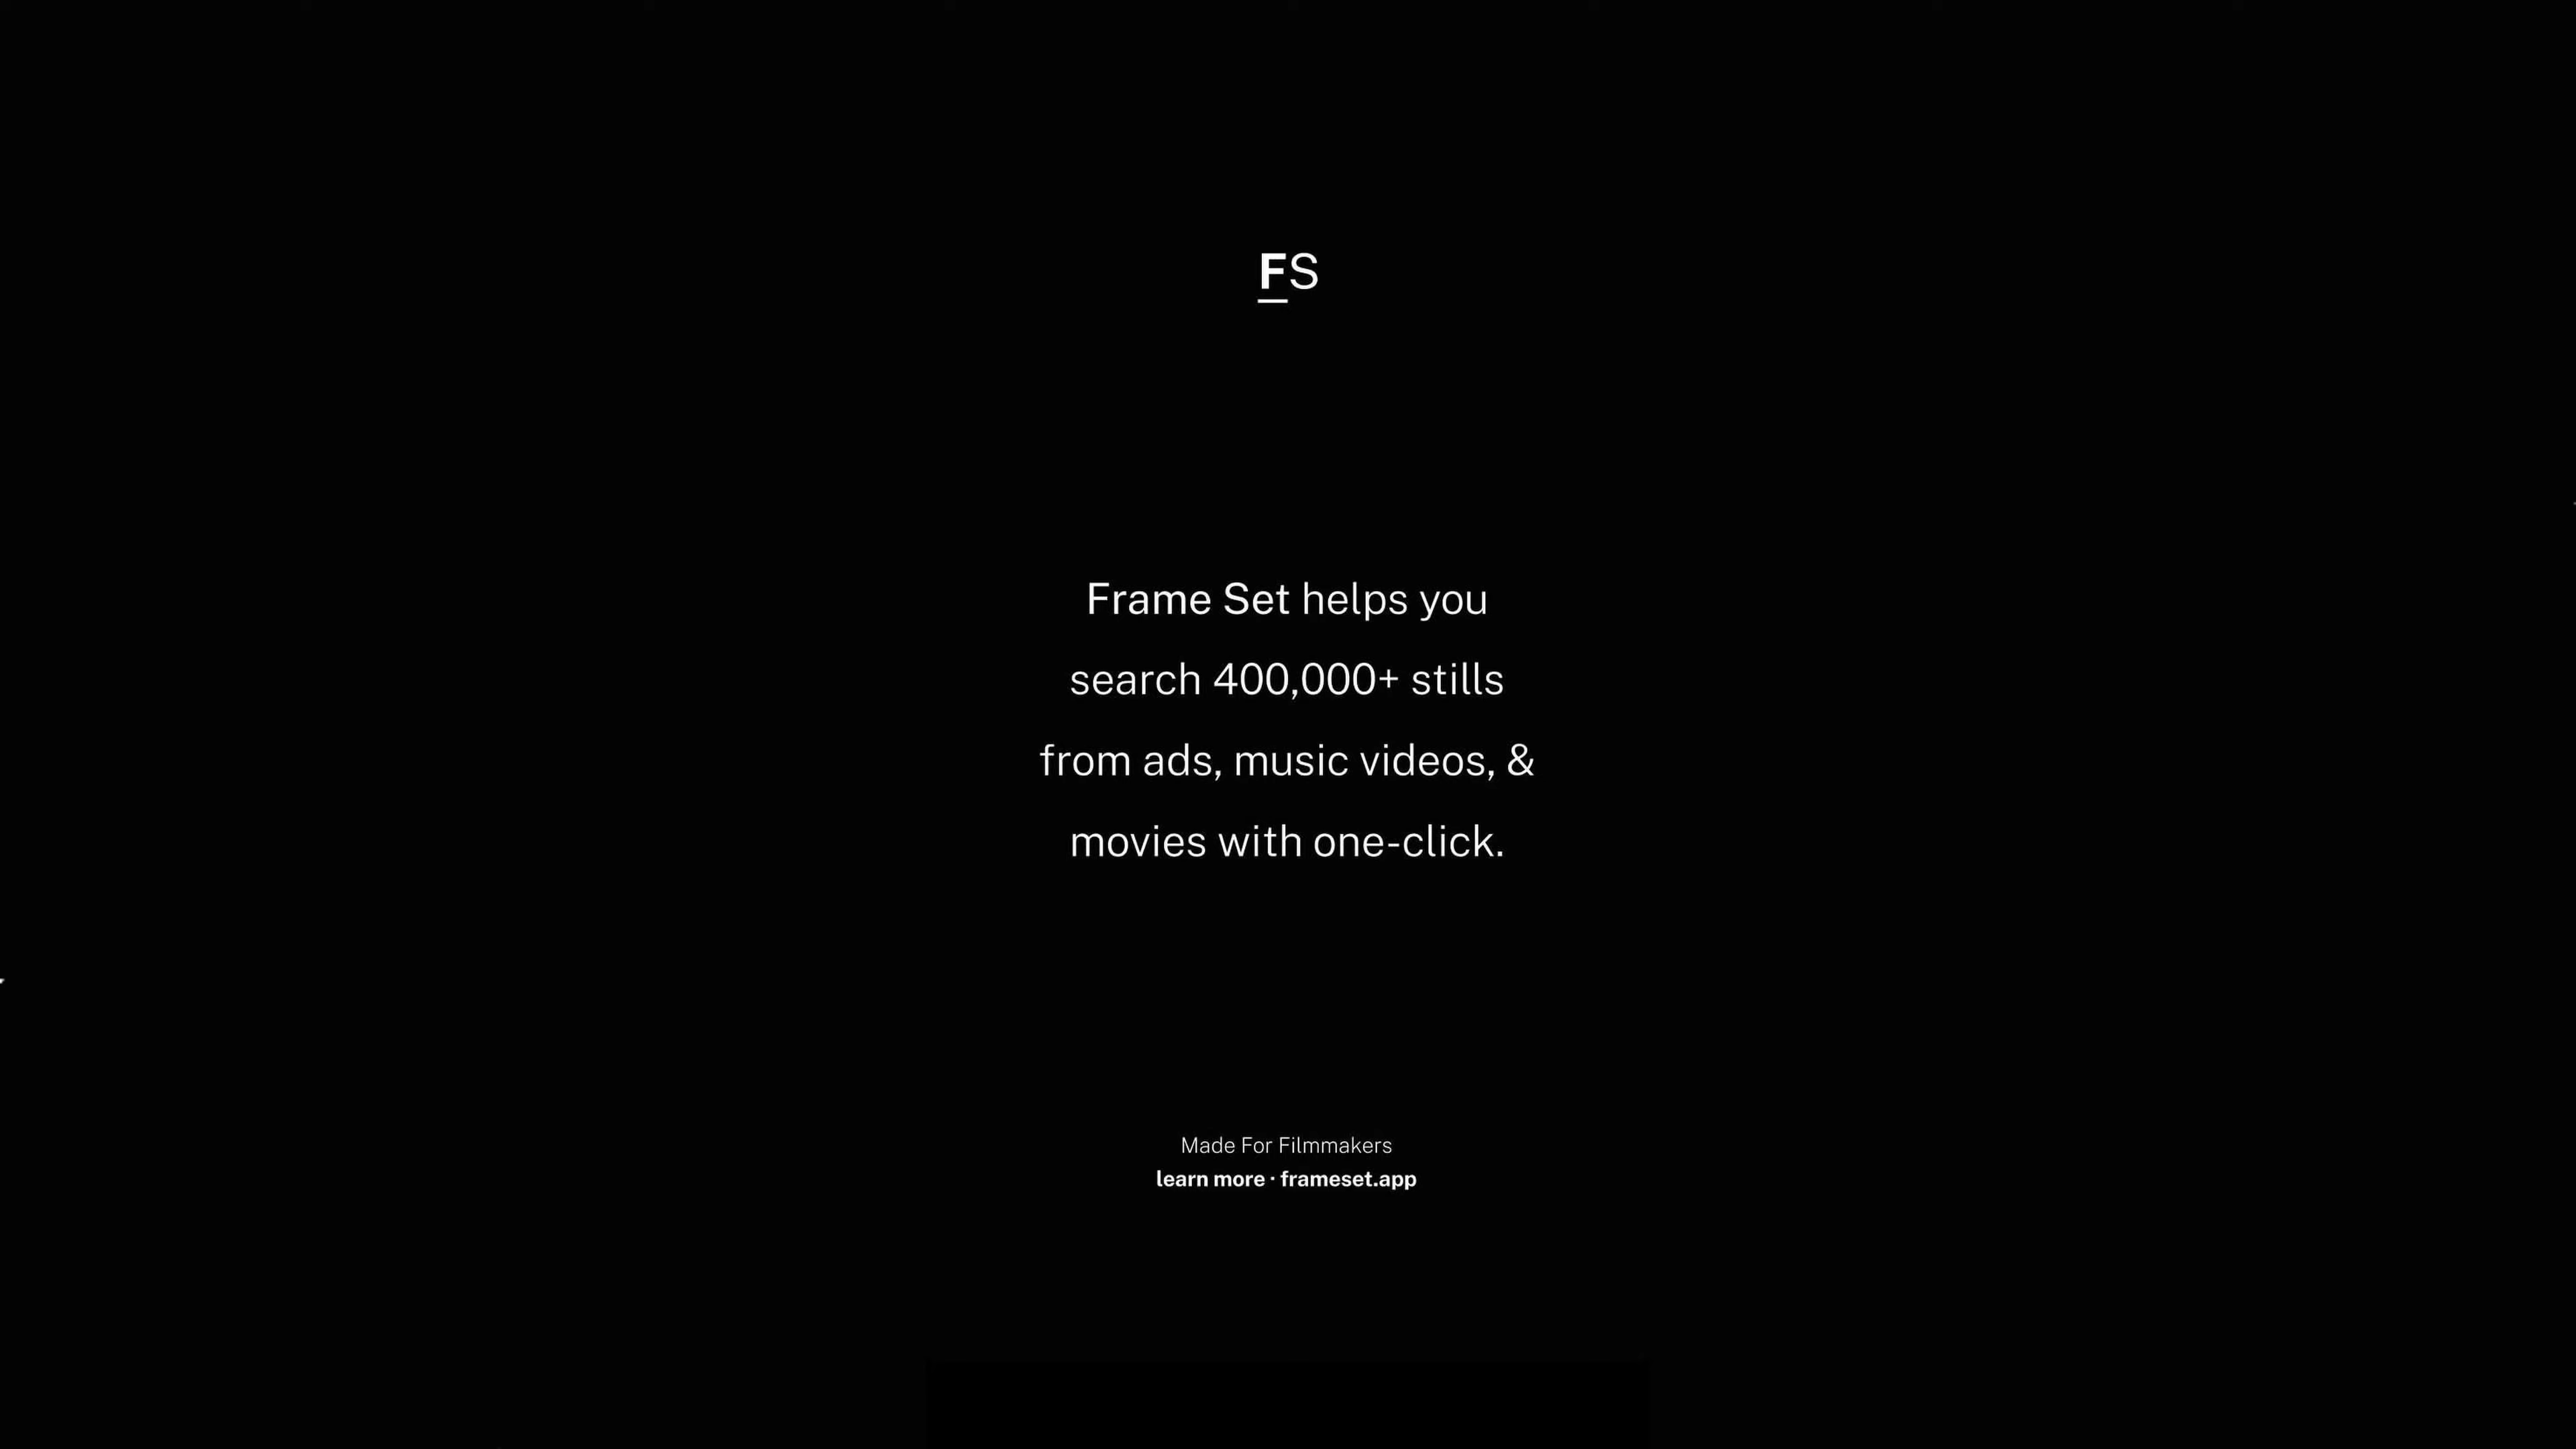 FS
Frame Set helps you
search 400,000+ stills
from ads, music videos, &
movies with one-click.
Made For Filmmakers
learn more · frameset.app